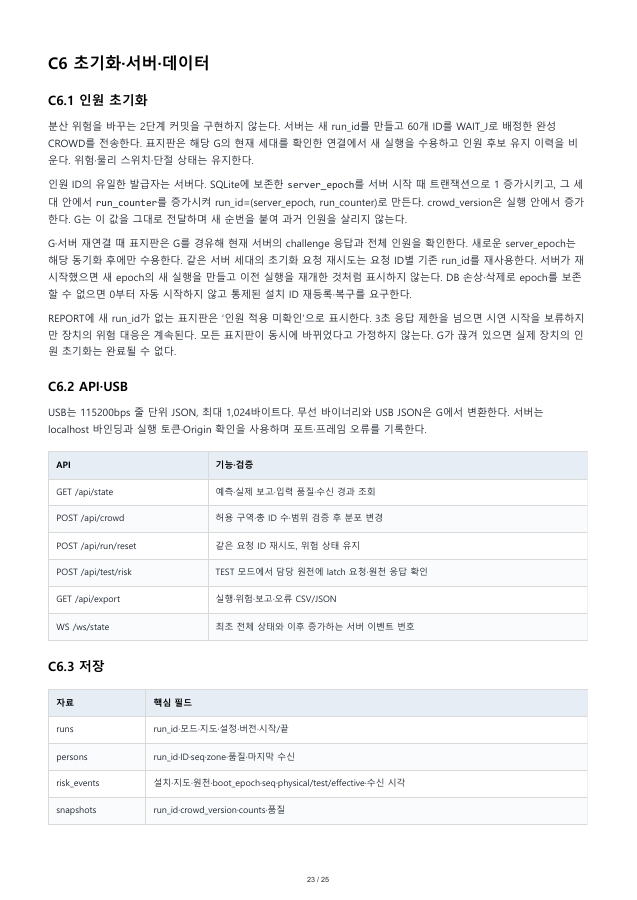 C6 초기화·서버·데이터
C6.1 인원 초기화
분산 위험을 바꾸는 2단계 커밋을 구현하지 않는다. 서버는 새 run_id를 만들고 60개 ID를 WAIT_J로 배정한 완성
CROWD를 전송한다. 표지판은 해당 G의 현재 세대를 확인한 연결에서 새 실행을 수용하고 인원 후보 유지 이력을 비
운다. 위험·물리 스위치·단절 상태는 유지한다.
인원 ID의 유일한 발급자는 서버다. SQLite에 보존한 server_epoch를 서버 시작 때 트랜잭션으로 1 증가시키고, 그 세
대 안에서 run_counter를 증가시켜 run_id=(server_epoch, run_counter)로 만든다. crowd_version은 실행 안에서 증가
한다. G는 이 값을 그대로 전달하며 새 순번을 붙여 과거 인원을 살리지 않는다.
G·서버 재연결 때 표지판은 G를 경유해 현재 서버의 challenge 응답과 전체 인원을 확인한다. 새로운 server_epoch는
해당 동기화 후에만 수용한다. 같은 서버 세대의 초기화 요청 재시도는 요청 ID별 기존 run_id를 재사용한다. 서버가 재
시작했으면 새 epoch의 새 실행을 만들고 이전 실행을 재개한 것처럼 표시하지 않는다. DB 손상·삭제로 epoch를 보존
할 수 없으면 0부터 자동 시작하지 않고 통제된 설치 ID 재등록·복구를 요구한다.
REPORT에 새 run_id가 없는 표지판은 ‘인원 적용 미확인’으로 표시한다. 3초 응답 제한을 넘으면 시연 시작을 보류하지
만 장치의 위험 대응은 계속된다. 모든 표지판이 동시에 바뀌었다고 가정하지 않는다. G가 끊겨 있으면 실제 장치의 인
원 초기화는 완료될 수 없다.
C6.2 API·USB
USB는 115200bps 줄 단위 JSON, 최대 1,024바이트다. 무선 바이너리와 USB JSON은 G에서 변환한다. 서버는
localhost 바인딩과 실행 토큰·Origin 확인을 사용하며 포트·프레임 오류를 기록한다.
API 기능·검증
GET /api/state 예측·실제 보고·입력 품질·수신 경과 조회
POST /api/crowd 허용 구역·총 ID 수·범위 검증 후 분포 변경
POST /api/run/reset 같은 요청 ID 재시도, 위험 상태 유지
POST /api/test/risk TEST 모드에서 담당 원천에 latch 요청·원천 응답 확인
GET /api/export 실행·위험·보고·오류 CSV/JSON
WS /ws/state 최초 전체 상태와 이후 증가하는 서버 이벤트 번호
C6.3 저장
자료 핵심 필드
runs run_id·모드·지도·설정·버전·시작/끝
persons run_id·ID·seq·zone·품질·마지막 수신
risk_events 설치·지도·원천·boot_epoch·seq·physical/test/effective·수신 시각
snapshots run_id·crowd_version·counts·품질
23 / 25